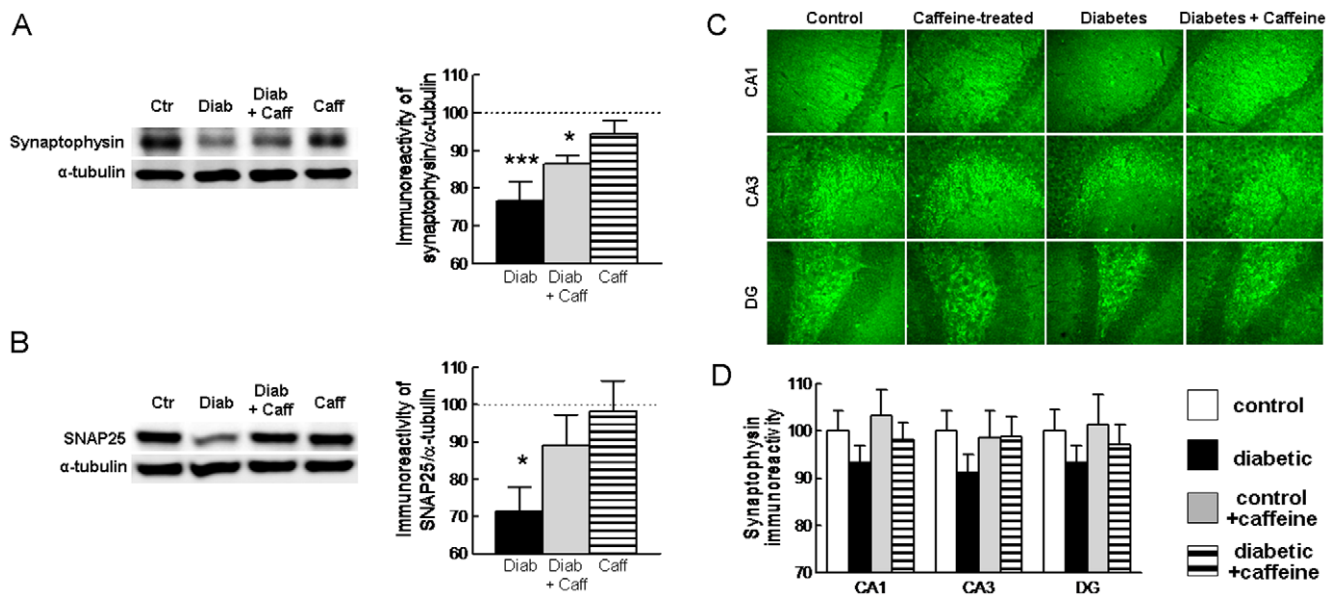 A
Ctr
Diab
Diab
+ Caff
Caff
Synaptophysin
α-tubulin
Immunoreactivity of
synaptophysin/α-tubulin
110
100
90
80
70
60
***
*
Diab
Diab
+ Caff
Caff
B
Ctr
Diab
Diab
+ Caff
Caff
SNAP25
α-tubulin
Immunoreactivity of
SNAP25/α-tubulin
110
100
90
80
70
60
*
Diab
Diab
+ Caff
Caff
C
Control
Caffeine-treated
Diabetes
Diabetes + Caffeine
CA1
CA3
DG
D
Synaptophysin
immunoreactivity
110
100
90
80
70
CA1
CA3
DG
control
diabetic
control
+caffeine
diabetic
+caffeine